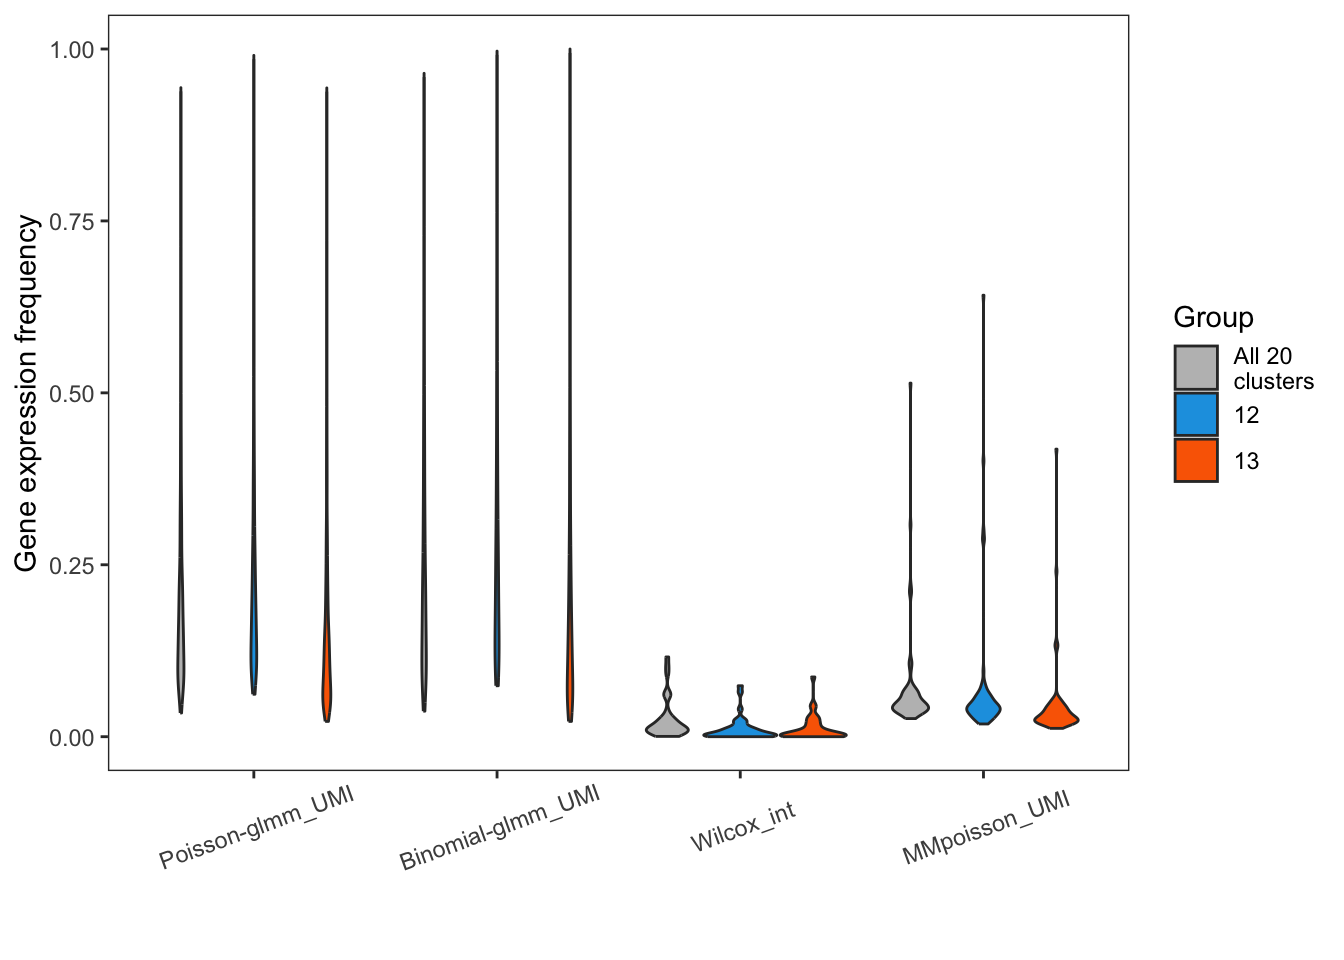 Gene expression frequency
1.00
0.75
0.50
0.25
0.00
Poisson-glmm_UMI
Binomial-glmm_UMI
Wilcox_int
MMpoisson_UMI
Group
All 20
clusters
12
13